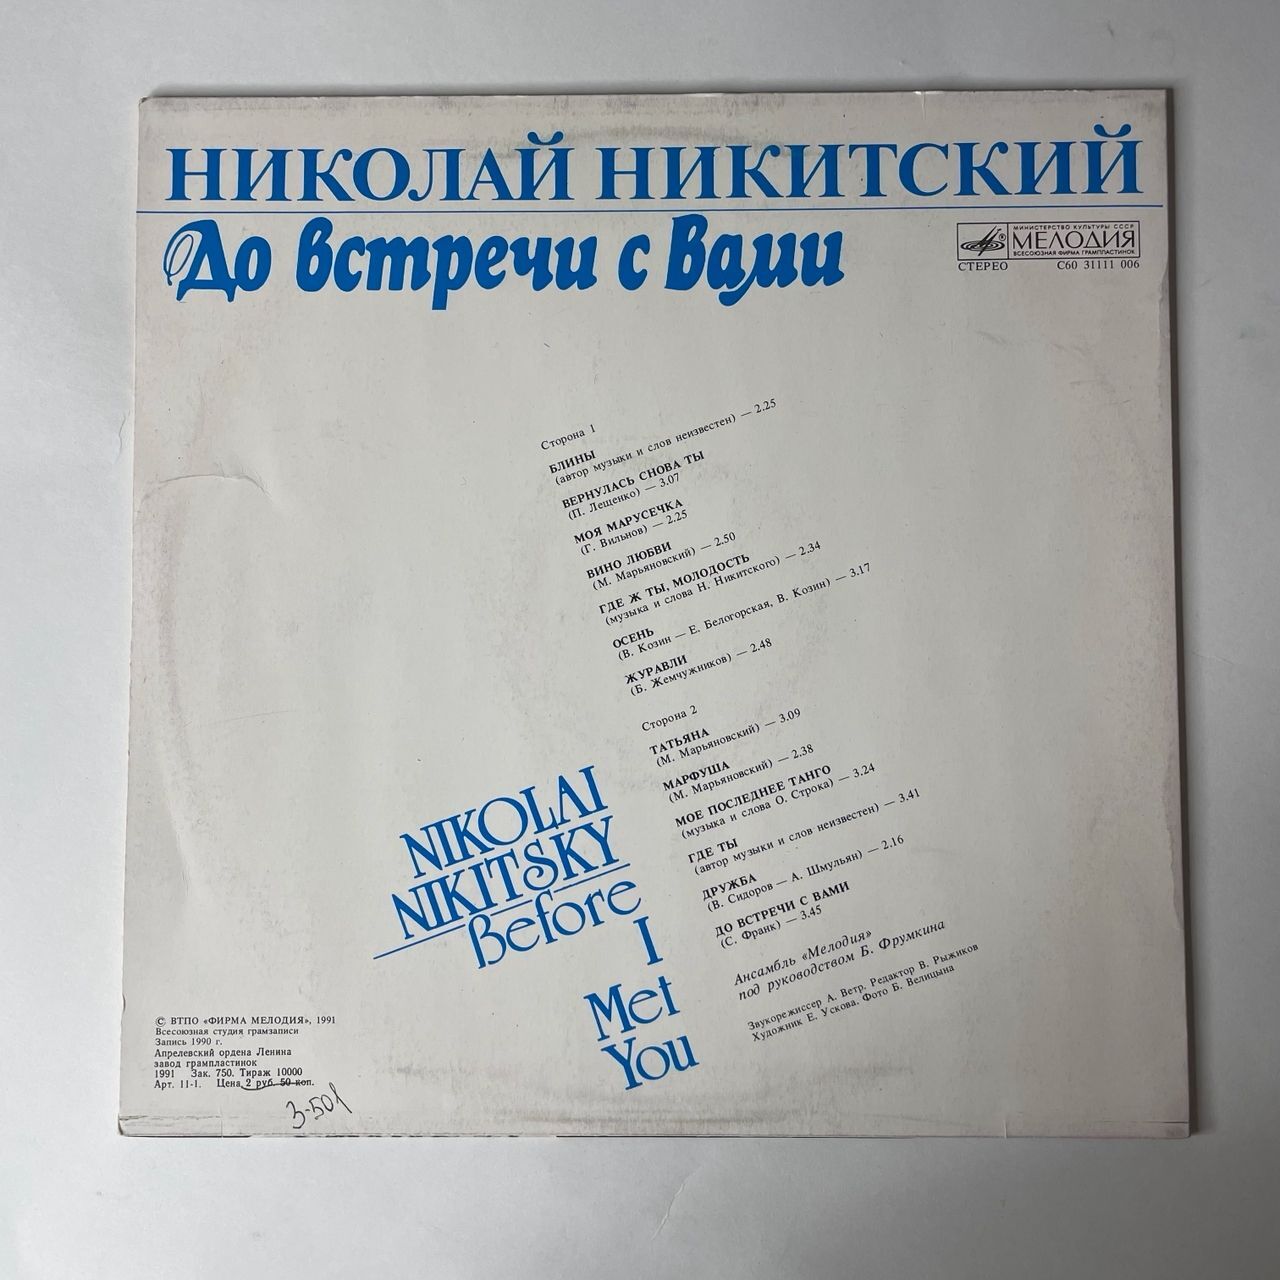 НИКОЛАЙ НИКИТСКИЙ
До встречи с Вами
МИНИСТЕРСТВО КУЛЬТУРЫ СССР
МЕЛОДИЯ
ВСЕСОЮЗНАЯ ФИРМА ГРАМПЛАСТИНОК
СТЕРЕО С60 31111 006
Сторона 1
БЛИНЫ
(автор музыки и слов неизвестен) — 2.25
ВЕРНУЛАСЬ СНОВА ТЫ
(П. Лещенко) — 3.07
МОЯ МАРУСЕЧКА
(Г. Вильнов) — 2.25
ВИНО ЛЮБВИ
(М. Марьяновский) — 2.50
ГДЕ Ж ТЫ, МОЛОДОСТЬ
(музыка и слова Н. Никитского) — 2.34
ОСЕНЬ
(В. Козин — Е. Белогорская, В. Козин) — 3.17
ЖУРАВЛИ
(Б. Жемчужников) — 2.48
Сторона 2
ТАТЬЯНА
(М. Марьяновский) — 3.09
МАРФУША
(М. Марьяновский) — 2.38
МОЕ ПОСЛЕДНЕЕ ТАНГО
(музыка и слова О. Строка) — 3.24
ГДЕ ТЫ
(автор музыки и слов неизвестен) — 3.41
ДРУЖБА
(В. Сидоров — А. Шмульян) — 2.16
ДО ВСТРЕЧИ С ВАМИ
(С. Франк) — 3.45
Ансамбль «Мелодия»
под руководством Б. Фрумкина
Звукорежиссер А. Ветр. Редактор В. Рыжиков
Художник Е. Ускова. Фото Б. Велицына
NIKOLAI
NIKITSKY
Before
I
Met
You
© ВТПО «ФИРМА МЕЛОДИЯ», 1991
Всесоюзная студия грамзаписи
Запись 1990 г.
Апрелевский ордена Ленина
завод грампластинок
1991 Зак. 750. Тираж 10000
Арт. 11-1. Цена 2 руб. 50 коп.
3-50